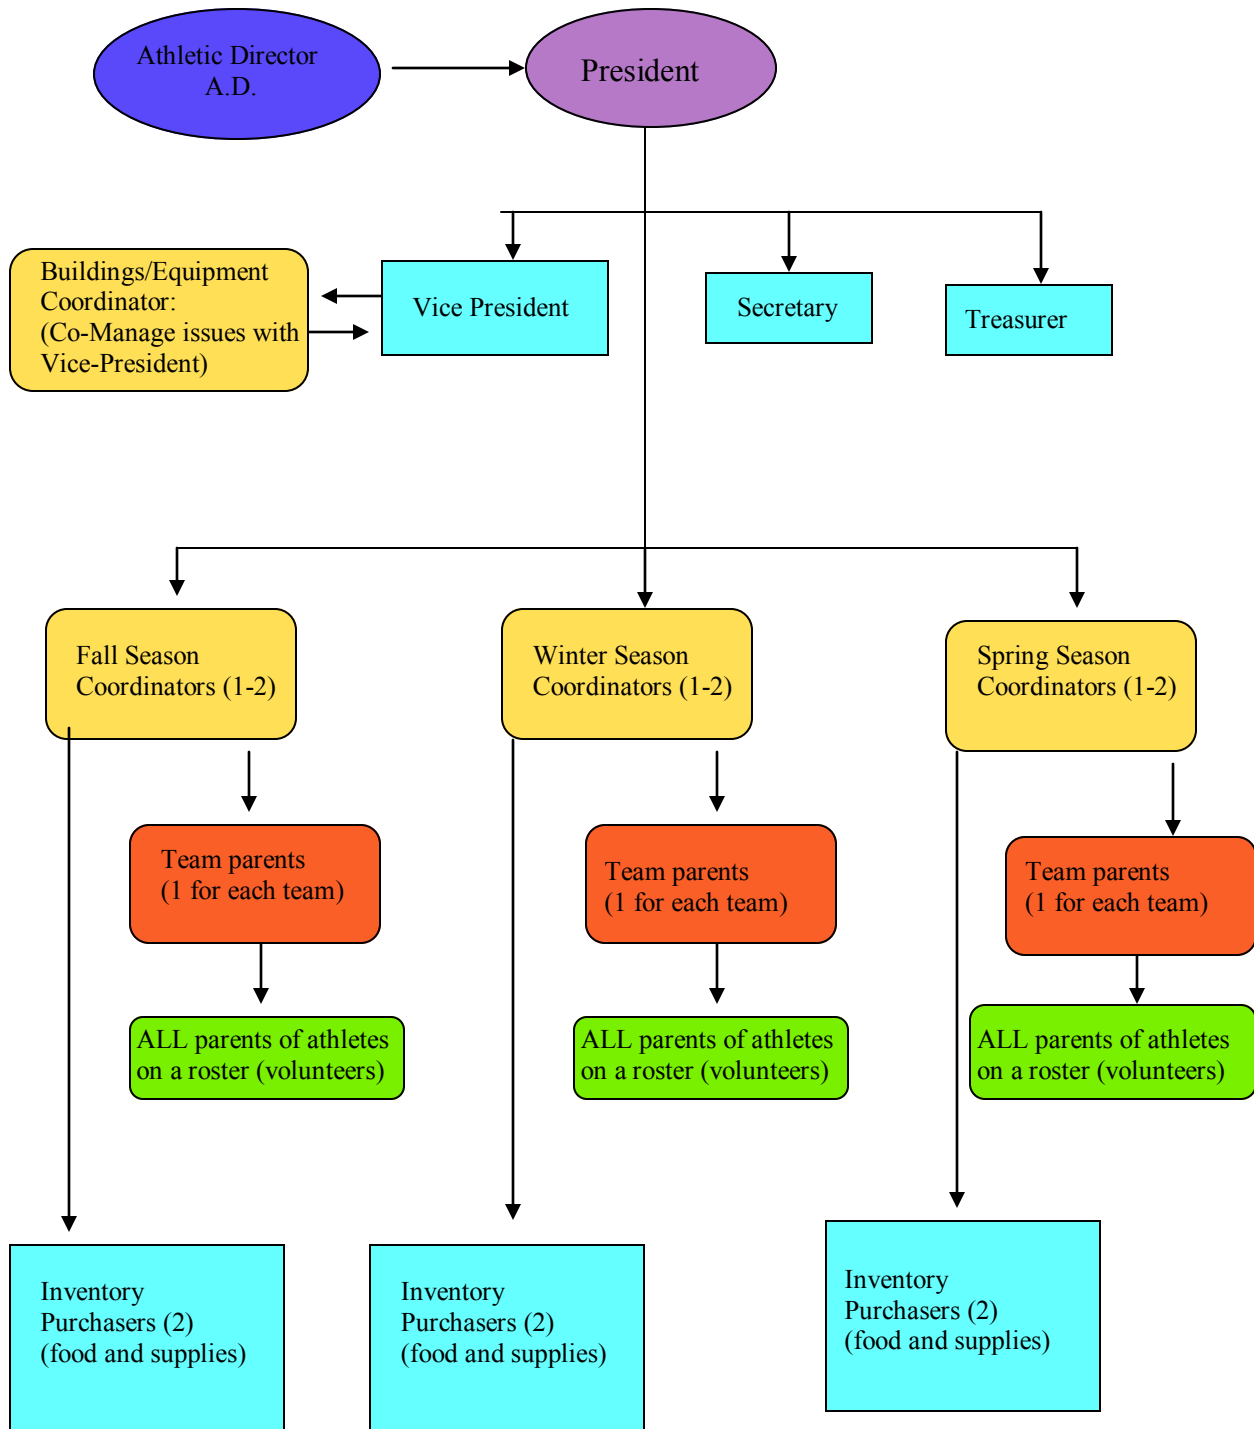 Athletic Director
A.D.
President
Buildings/Equipment
Coordinator:
(Co-Manage issues with
Vice-President)
Vice President
Secretary
Treasurer
Fall Season
Coordinators (1-2)
Winter Season
Coordinators (1-2)
Spring Season
Coordinators (1-2)
Team parents
(1 for each team)
Team parents
(1 for each team)
Team parents
(1 for each team)
ALL parents of athletes
on a roster (volunteers)
ALL parents of athletes
on a roster (volunteers)
ALL parents of athletes
on a roster (volunteers)
Inventory
Purchasers (2)
(food and supplies)
Inventory
Purchasers (2)
(food and supplies)
Inventory
Purchasers (2)
(food and supplies)